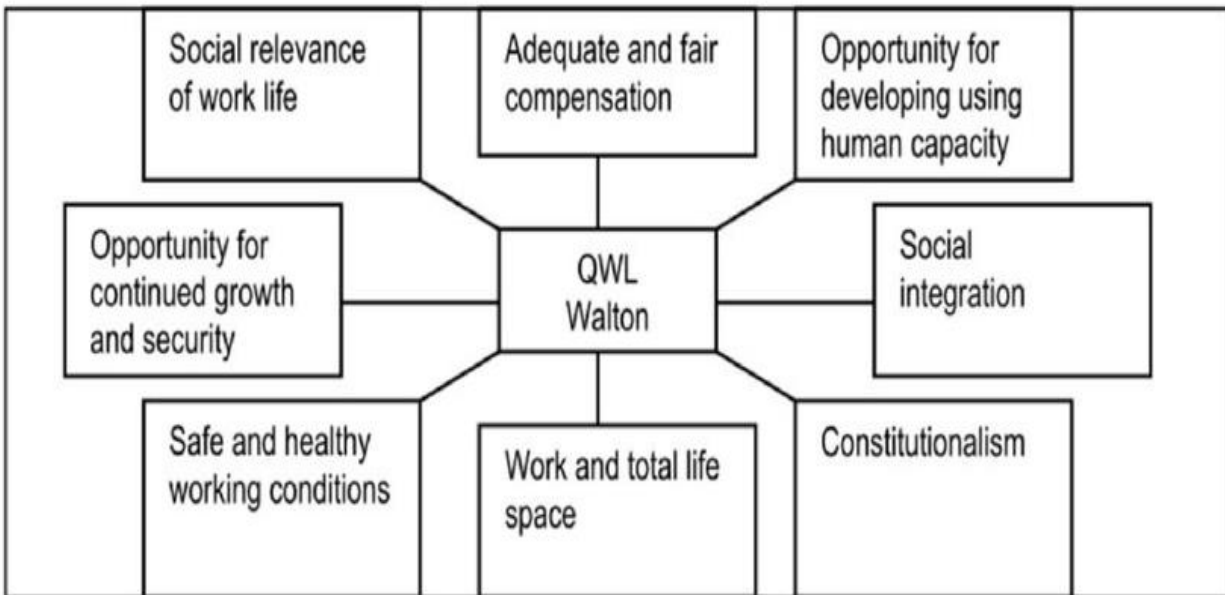 Social relevance
of work life
Adequate and fair
compensation
Opportunity for
developing using
human capacity
Opportunity for
continued growth
and security
QWL
Walton
Social
integration
Safe and healthy
working conditions
Work and total life
space
Constitutionalism